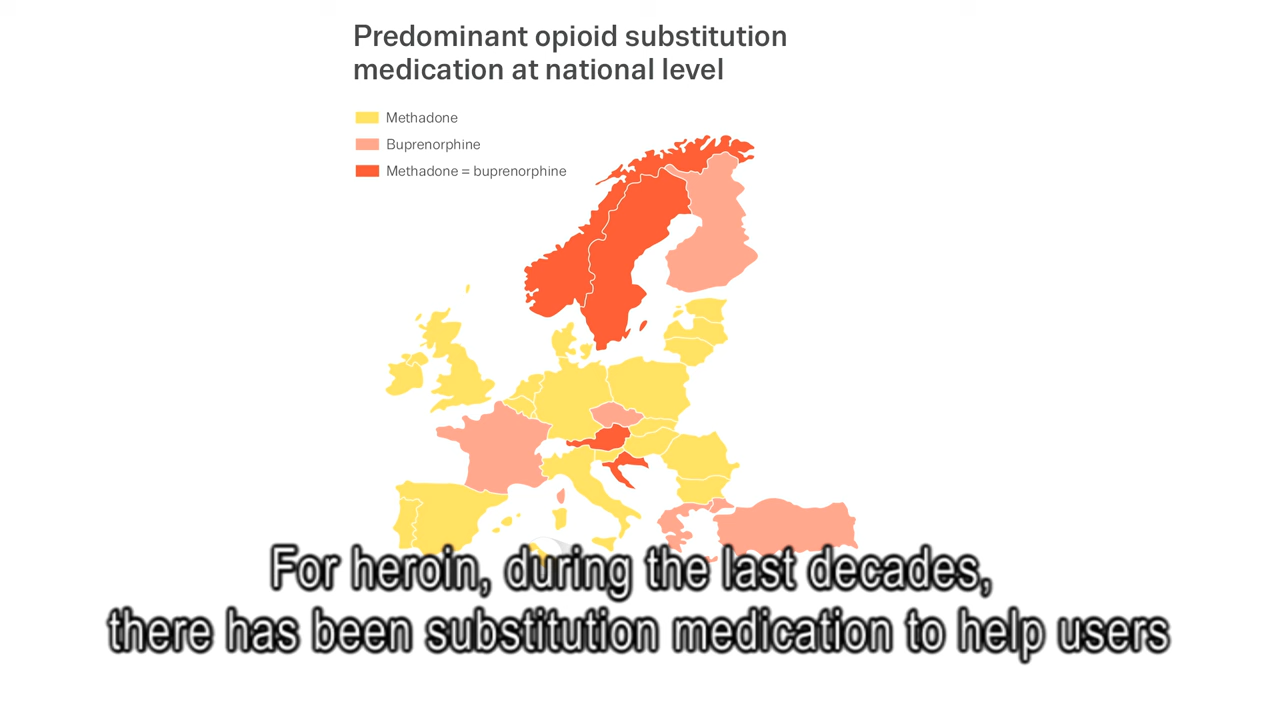 Predominant opioid substitution
medication at national level
Methadone
Buprenorphine
Methadone = buprenorphine
For heroin, during the last decades,
there has been substitution medication to help users